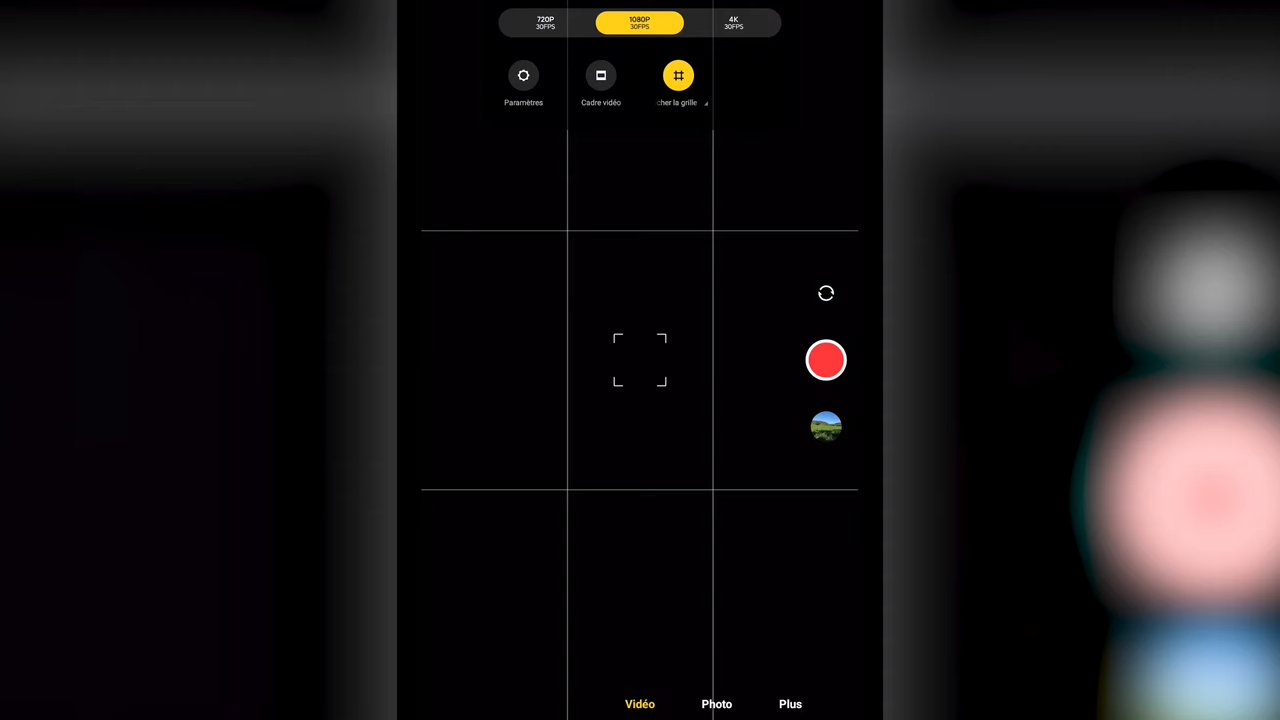 720P
30FPS
1080P
30FPS
4K
30FPS
Paramètres
Cadre vidéo
cher la grille
Vidéo
Photo
Plus